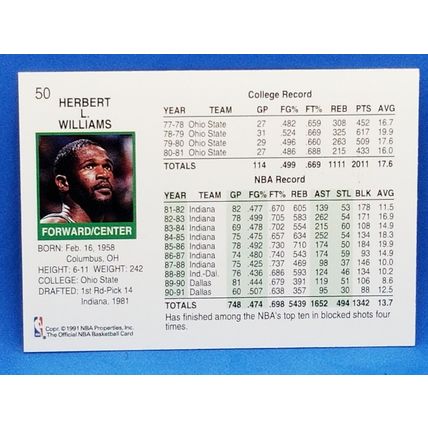 50
HERBERT
L.
WILLIAMS
FORWARD/CENTER
BORN: Feb. 16, 1958
Columbus, OH
HEIGHT: 6-11 WEIGHT: 242
COLLEGE: Ohio State
DRAFTED: 1st Rd-Pick 14
Indiana, 1981
Copr. © 1991 NBA Properties, Inc.
The Official NBA Basketball Card
College Record
YEAR TEAM GP FG% FT% REB PTS AVG
77-78 Ohio State 27 .482 .659 308 452 16.7
78-79 Ohio State 31 .524 .669 325 617 19.9
79-80 Ohio State 29 .496 .660 263 509 17.6
80-81 Ohio State 27 .486 .688 215 433 16.0
TOTALS 114 .499 .669 1111 2011 17.6
NBA Record
YEAR TEAM GP FG% FT% REB AST STL BLK AVG
81-82 Indiana 82 .477 .670 605 139 53 178 11.5
82-83 Indiana 78 .499 .705 583 262 54 171 16.9
83-84 Indiana 69 .478 .702 554 215 60 108 14.9
84-85 Indiana 75 .475 .657 634 252 54 134 18.3
85-86 Indiana 78 .492 .730 710 174 50 184 19.9
86-87 Indiana 74 .480 .740 543 174 59 93 14.9
87-88 Indiana 75 .425 .737 469 98 37 146 10.0
88-89 Ind.-Dal. 76 .436 .686 593 124 46 134 10.2
89-90 Dallas 81 .444 .679 391 119 51 106 8.6
90-91 Dallas 60 .507 .638 357 95 30 88 12.5
TOTALS 748 .474 .698 5439 1652 494 1342 13.7
Has finished among the NBA's top ten in blocked shots four
times.